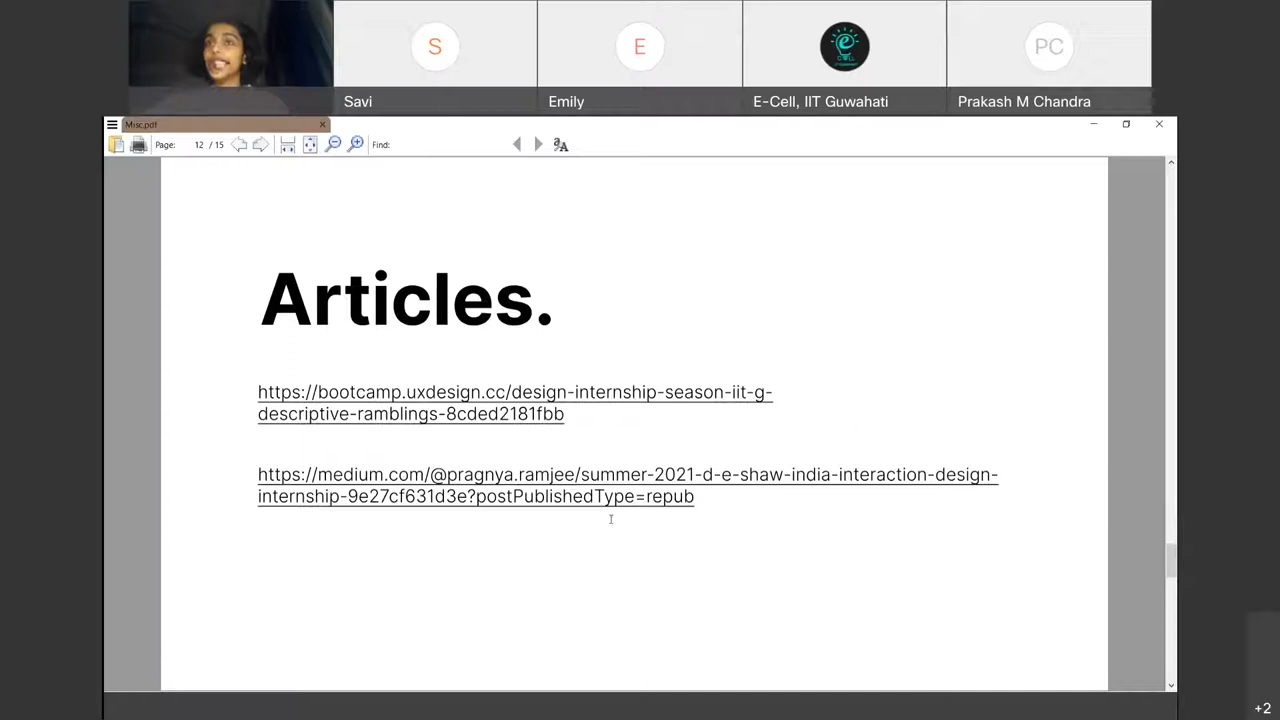 S
E
PC
Savi
Emily
E-Cell, IIT Guwahati
Prakash M Chandra
Misc.pdf
Page: 12 / 15
Find:
Articles.
https://bootcamp.uxdesign.cc/design-internship-season-iit-g-
descriptive-ramblings-8cded2181fbb
https://medium.com/@pragnya.ramjee/summer-2021-d-e-shaw-india-interaction-design-
internship-9e27cf631d3e?postPublishedType=repub
+2